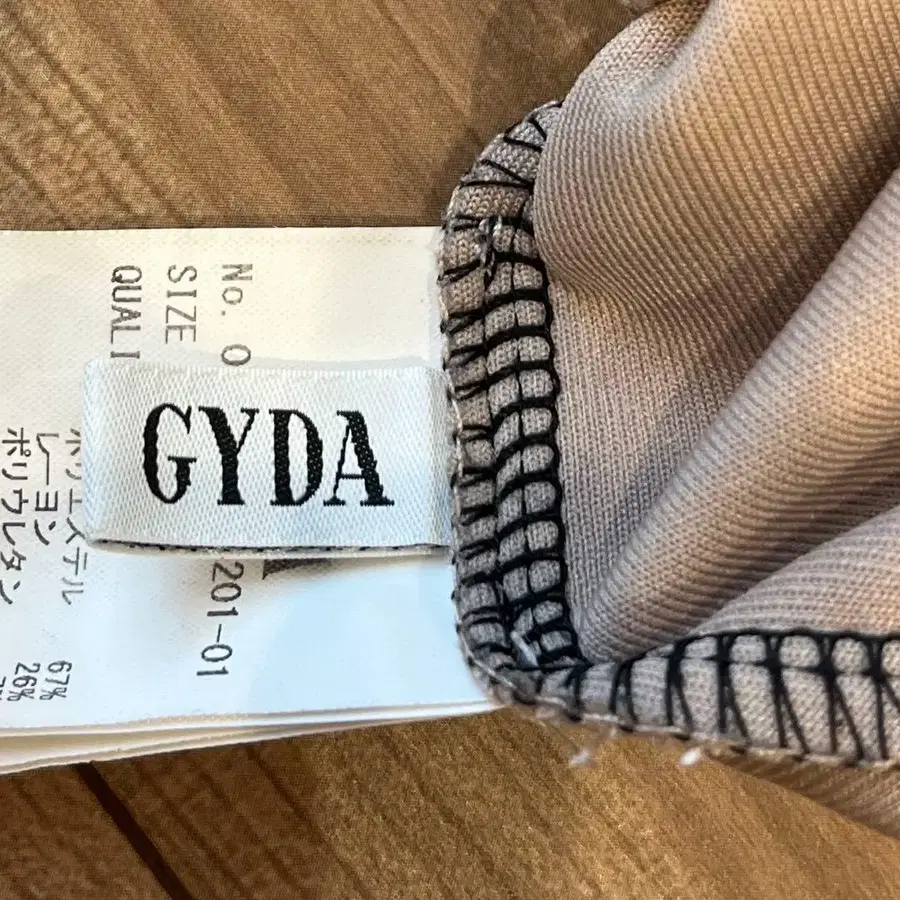 GYDA
No. 0
201-01
SIZE
QUALI
ポリエステル 67%
レーヨン 26%
ポリウレタン